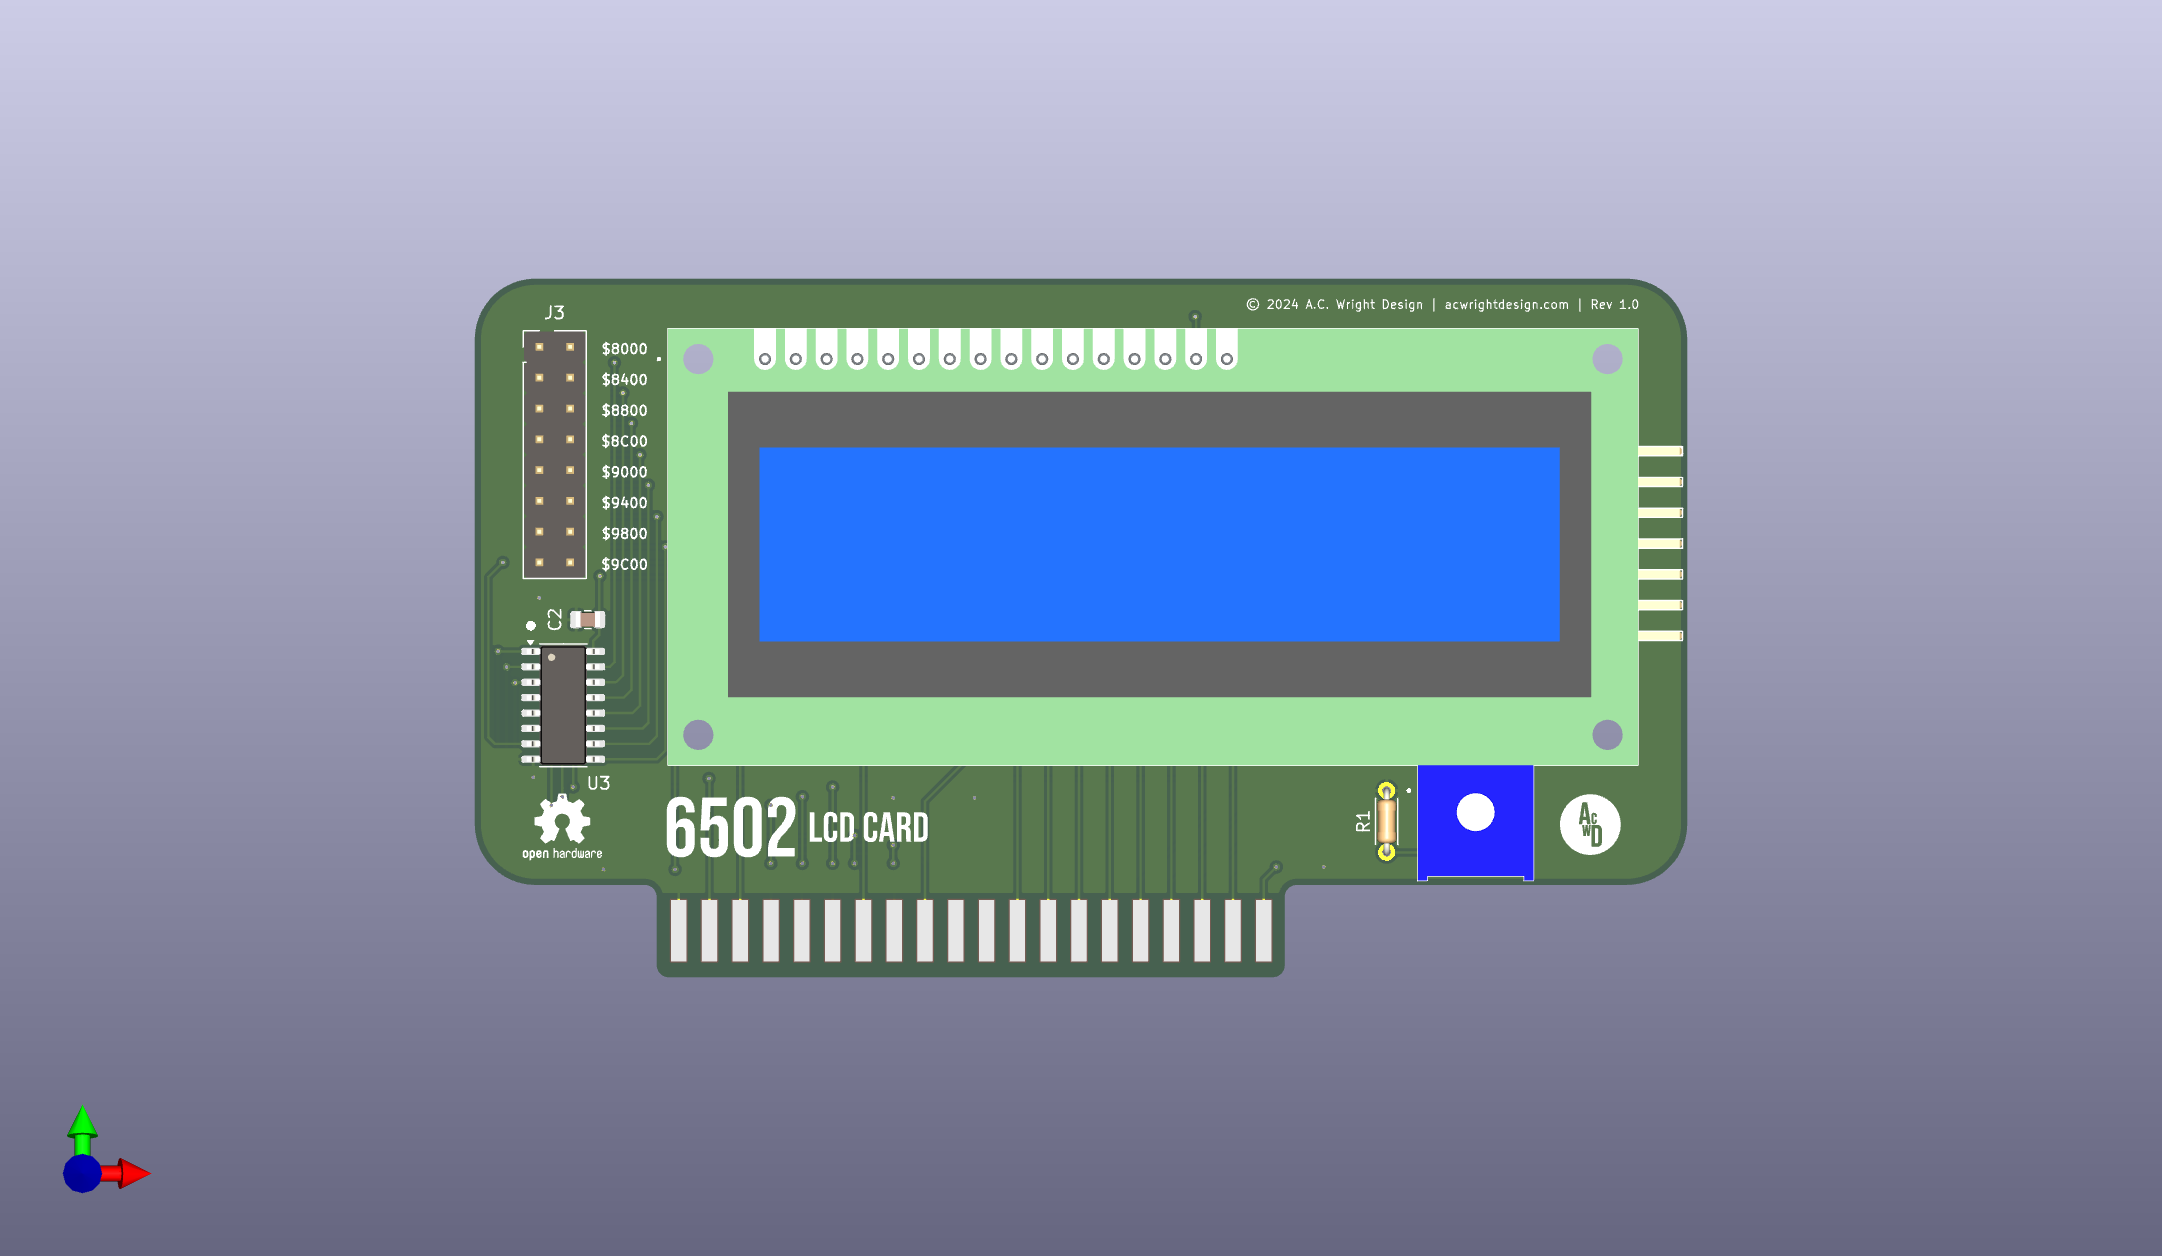 © 2024 A.C. Wright Design | acwrightdesign.com | Rev 1.0
J3
$8000
$8400
$8800
$8C00
$9000
$9400
$9800
$9C00
C2
U3
open hardware
6502 LCD CARD
R1
AcwD